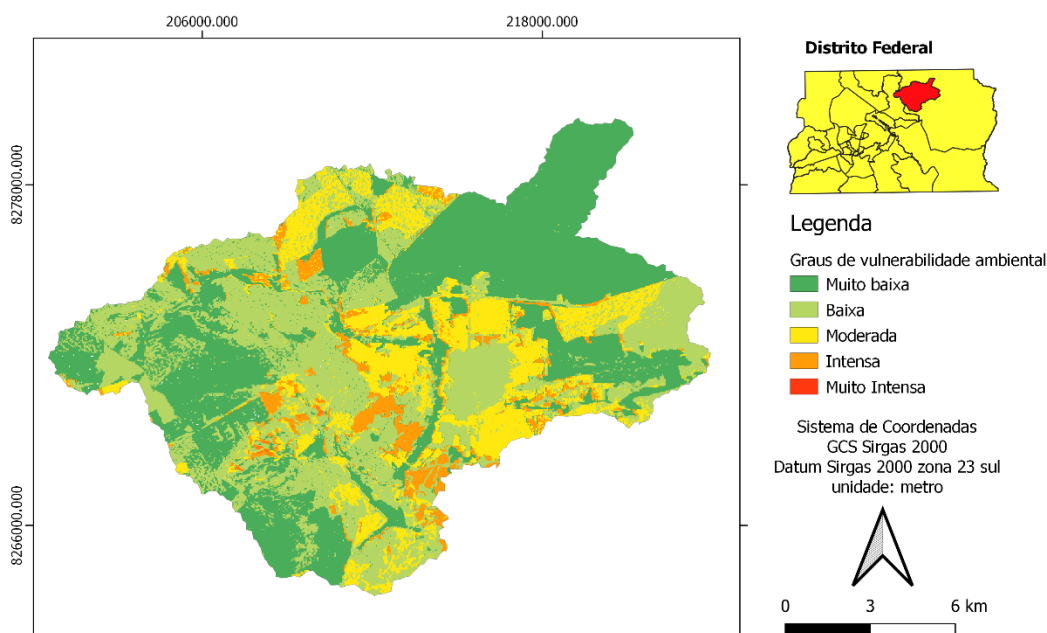 206000.000
218000.000
8278000.000
8266000.000
Distrito Federal
Legenda
Graus de vulnerabilidade ambiental
Muito baixa
Baixa
Moderada
Intensa
Muito Intensa
Sistema de Coordenadas
GCS Sirgas 2000
Datum Sirgas 2000 zona 23 sul
unidade: metro
0 3 6 km